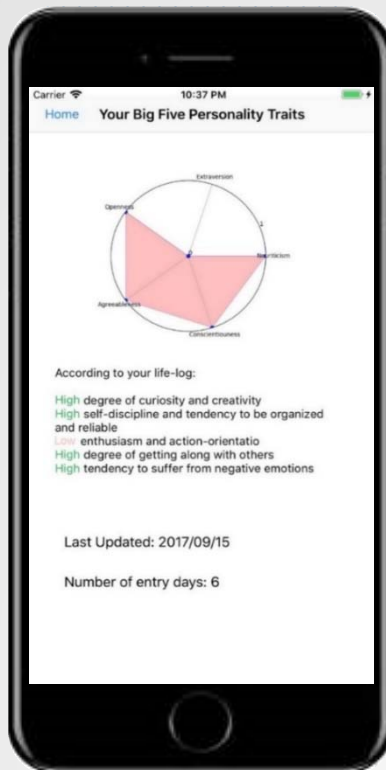 Carrier
10:37 PM
Home Your Big Five Personality Traits
Extraversion
Openness
1
0
Neuriticism
Agreeableness
Conscientiouness
According to your life-log:
High degree of curiosity and creativity
High self-discipline and tendency to be organized
and reliable
Low enthusiasm and action-orientatio
High degree of getting along with others
High tendency to suffer from negative emotions
Last Updated: 2017/09/15
Number of entry days: 6